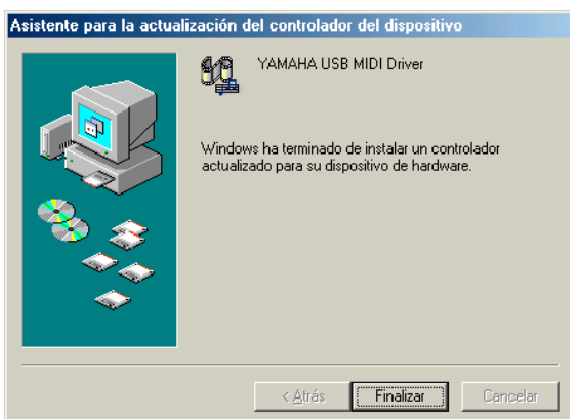 Asistente para la actualización del controlador del dispositivo
YAMAHA USB MIDI Driver
Windows ha terminado de instalar un controlador
actualizado para su dispositivo de hardware.
< Atrás
Finalizar
Cancelar